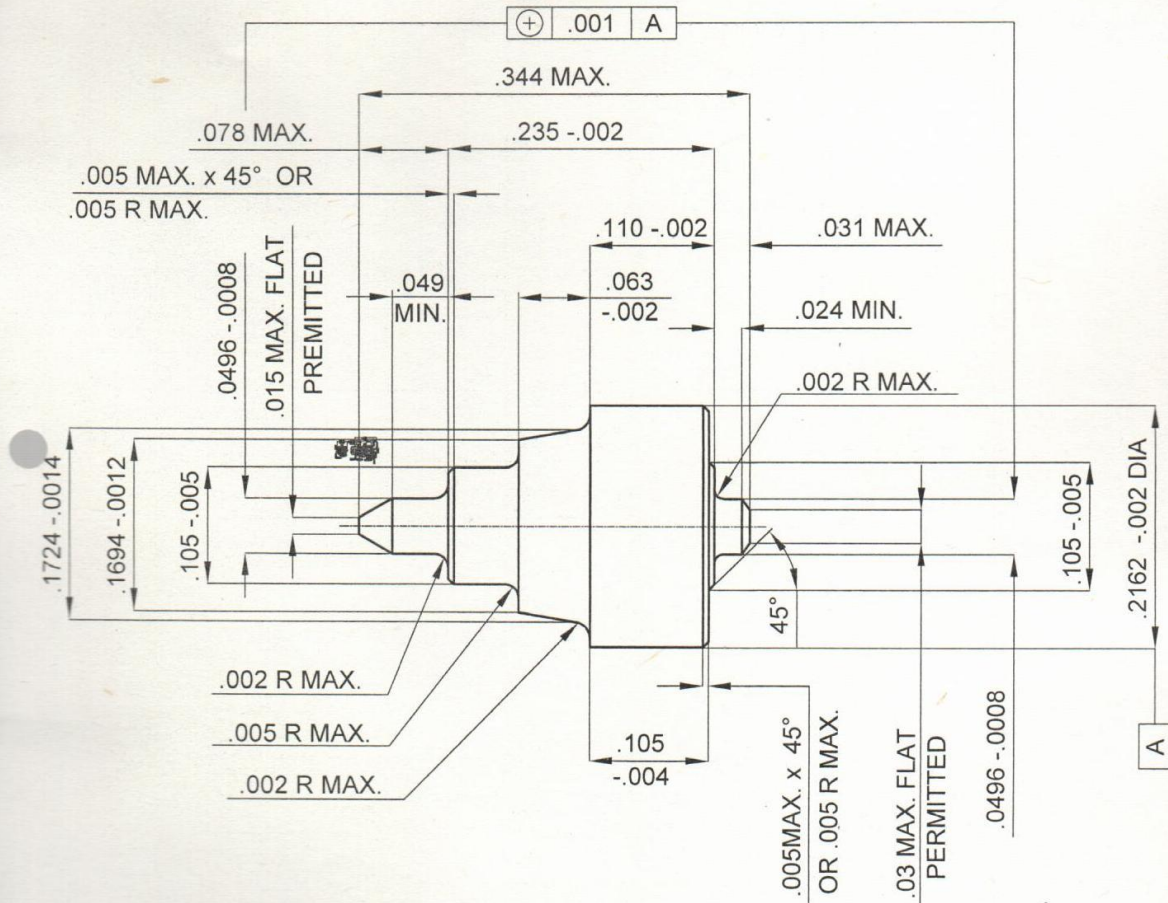 ⌖ .001 A
.344 MAX.
.078 MAX.
.235 -.002
.005 MAX. x 45° OR
.005 R MAX.
.110 -.002
.031 MAX.
.049
MIN.
.063
-.002
.024 MIN.
.0496 -.0008
.015 MAX. FLAT
PREMITTED
.002 R MAX.
.1724 -.0014
.1694 -.0012
.105 -.005
.105 -.005
.2162 -.002 DIA
45°
.002 R MAX.
.005 R MAX.
.002 R MAX.
.105
-.004
.005MAX. x 45°
OR .005 R MAX.
.03 MAX. FLAT
PERMITTED
.0496 -.0008
A